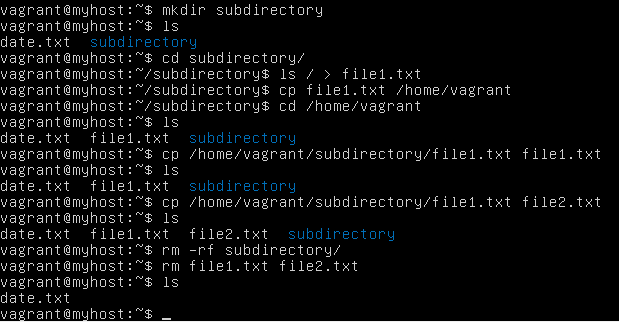 vagrant@myhost:~$ mkdir subdirectory
vagrant@myhost:~$ ls
date.txt  subdirectory
vagrant@myhost:~$ cd subdirectory/
vagrant@myhost:~/subdirectory$ ls / > file1.txt
vagrant@myhost:~/subdirectory$ cp file1.txt /home/vagrant
vagrant@myhost:~/subdirectory$ cd /home/vagrant
vagrant@myhost:~$ ls
date.txt  file1.txt  subdirectory
vagrant@myhost:~$ cp /home/vagrant/subdirectory/file1.txt file1.txt
vagrant@myhost:~$ ls
date.txt  file1.txt  subdirectory
vagrant@myhost:~$ cp /home/vagrant/subdirectory/file1.txt file2.txt
vagrant@myhost:~$ ls
date.txt  file1.txt  file2.txt  subdirectory
vagrant@myhost:~$ rm -rf subdirectory/
vagrant@myhost:~$ rm file1.txt file2.txt
vagrant@myhost:~$ ls
date.txt
vagrant@myhost:~$ _